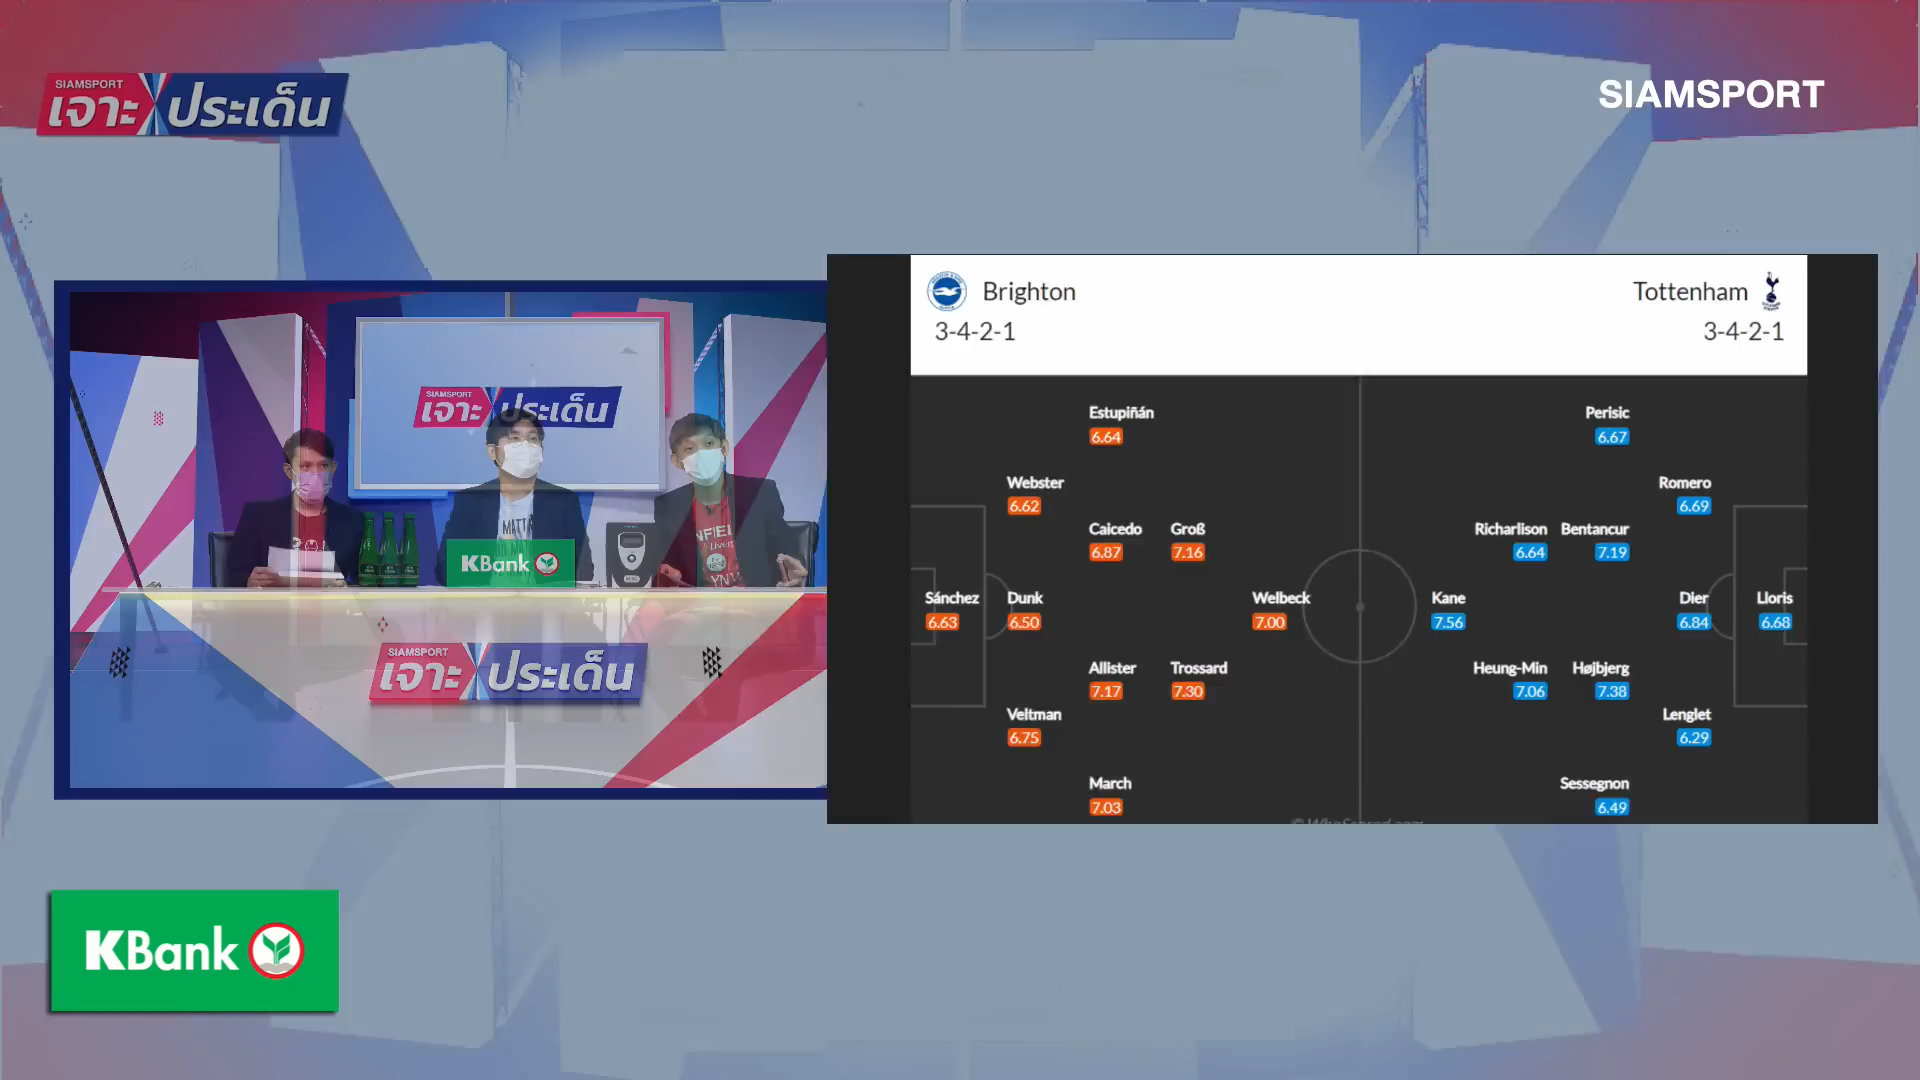 SIAMSPORT
เจาะประเด็น
SIAMSPORT
SIAMSPORT
เจาะประเด็น
KBank
SIAMSPORT
เจาะประเด็น
Brighton
3-4-2-1
Tottenham
3-4-2-1
Estupiñán
6.64
Perisic
6.67
Webster
6.62
Romero
6.69
Caicedo
6.87
Groß
7.16
Richarlison
6.64
Bentancur
7.19
Sánchez
6.63
Dunk
6.50
Welbeck
7.00
Kane
7.56
Dier
6.84
Lloris
6.68
Allister
7.17
Trossard
7.30
Heung-Min
7.06
Højbjerg
7.38
Veltman
6.75
Lenglet
6.29
March
7.03
Sessegnon
6.49
KBank